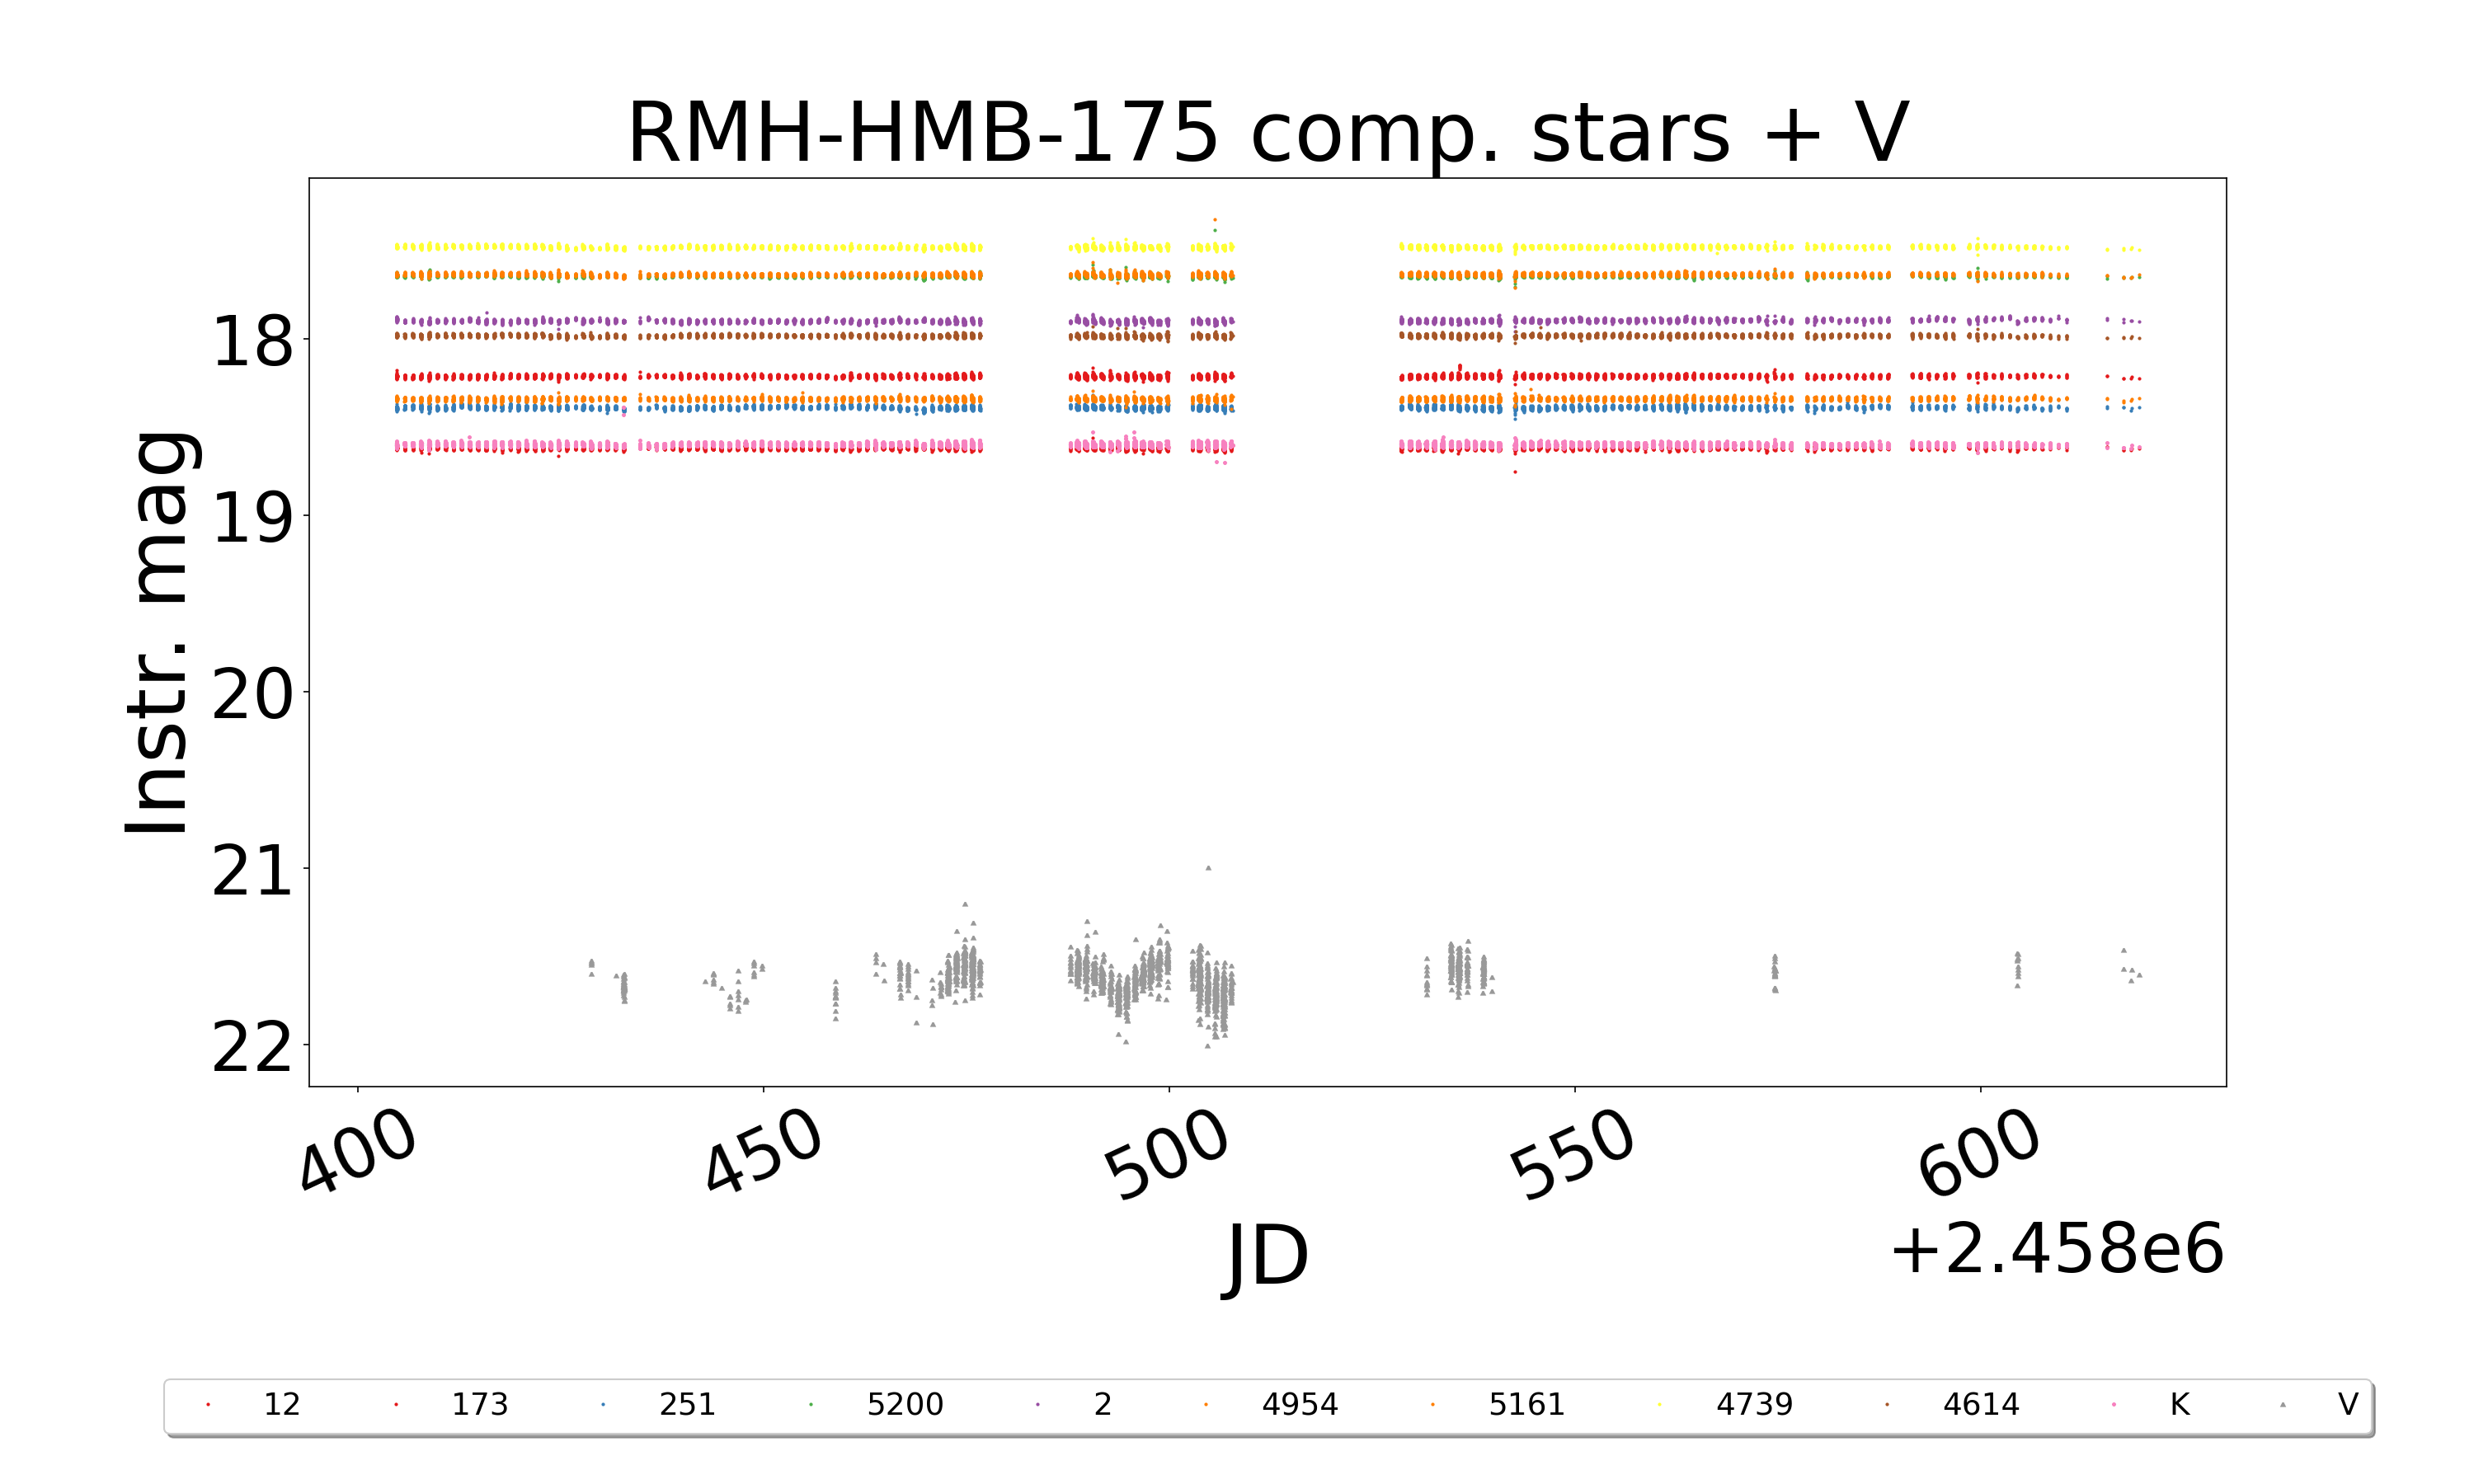 RMH-HMB-175 comp. stars + V
Instr. mag
18
19
20
21
22
400 450 500 550 600
JD
+2.458e6
12 173 251 5200 2 4954 5161 4739 4614 K V